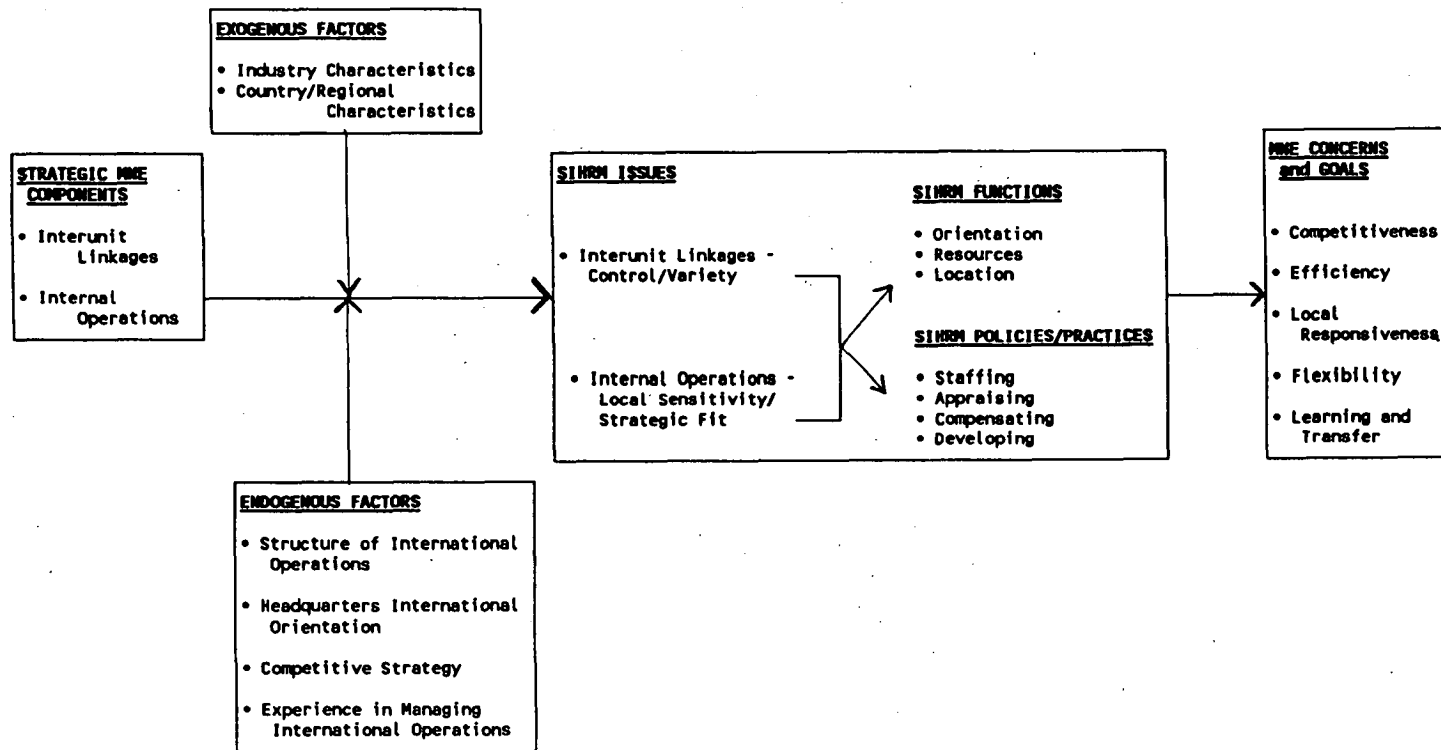 EXOGENOUS FACTORS
• Industry Characteristics
• Country/Regional
Characteristics
STRATEGIC MNE
COMPONENTS
• Interunit
Linkages
• Internal
Operations
SIHRM ISSUES
• Interunit Linkages -
Control/Variety
• Internal Operations -
Local Sensitivity/
Strategic Fit
SIHRM FUNCTIONS
• Orientation
• Resources
• Location
SIHRM POLICIES/PRACTICES
• Staffing
• Appraising
• Compensating
• Developing
MNE CONCERNS
and GOALS
• Competitiveness
• Efficiency
• Local
Responsiveness
• Flexibility
• Learning and
Transfer
ENDOGENOUS FACTORS
• Structure of International
Operations
• Headquarters International
Orientation
• Competitive Strategy
• Experience in Managing
International Operations